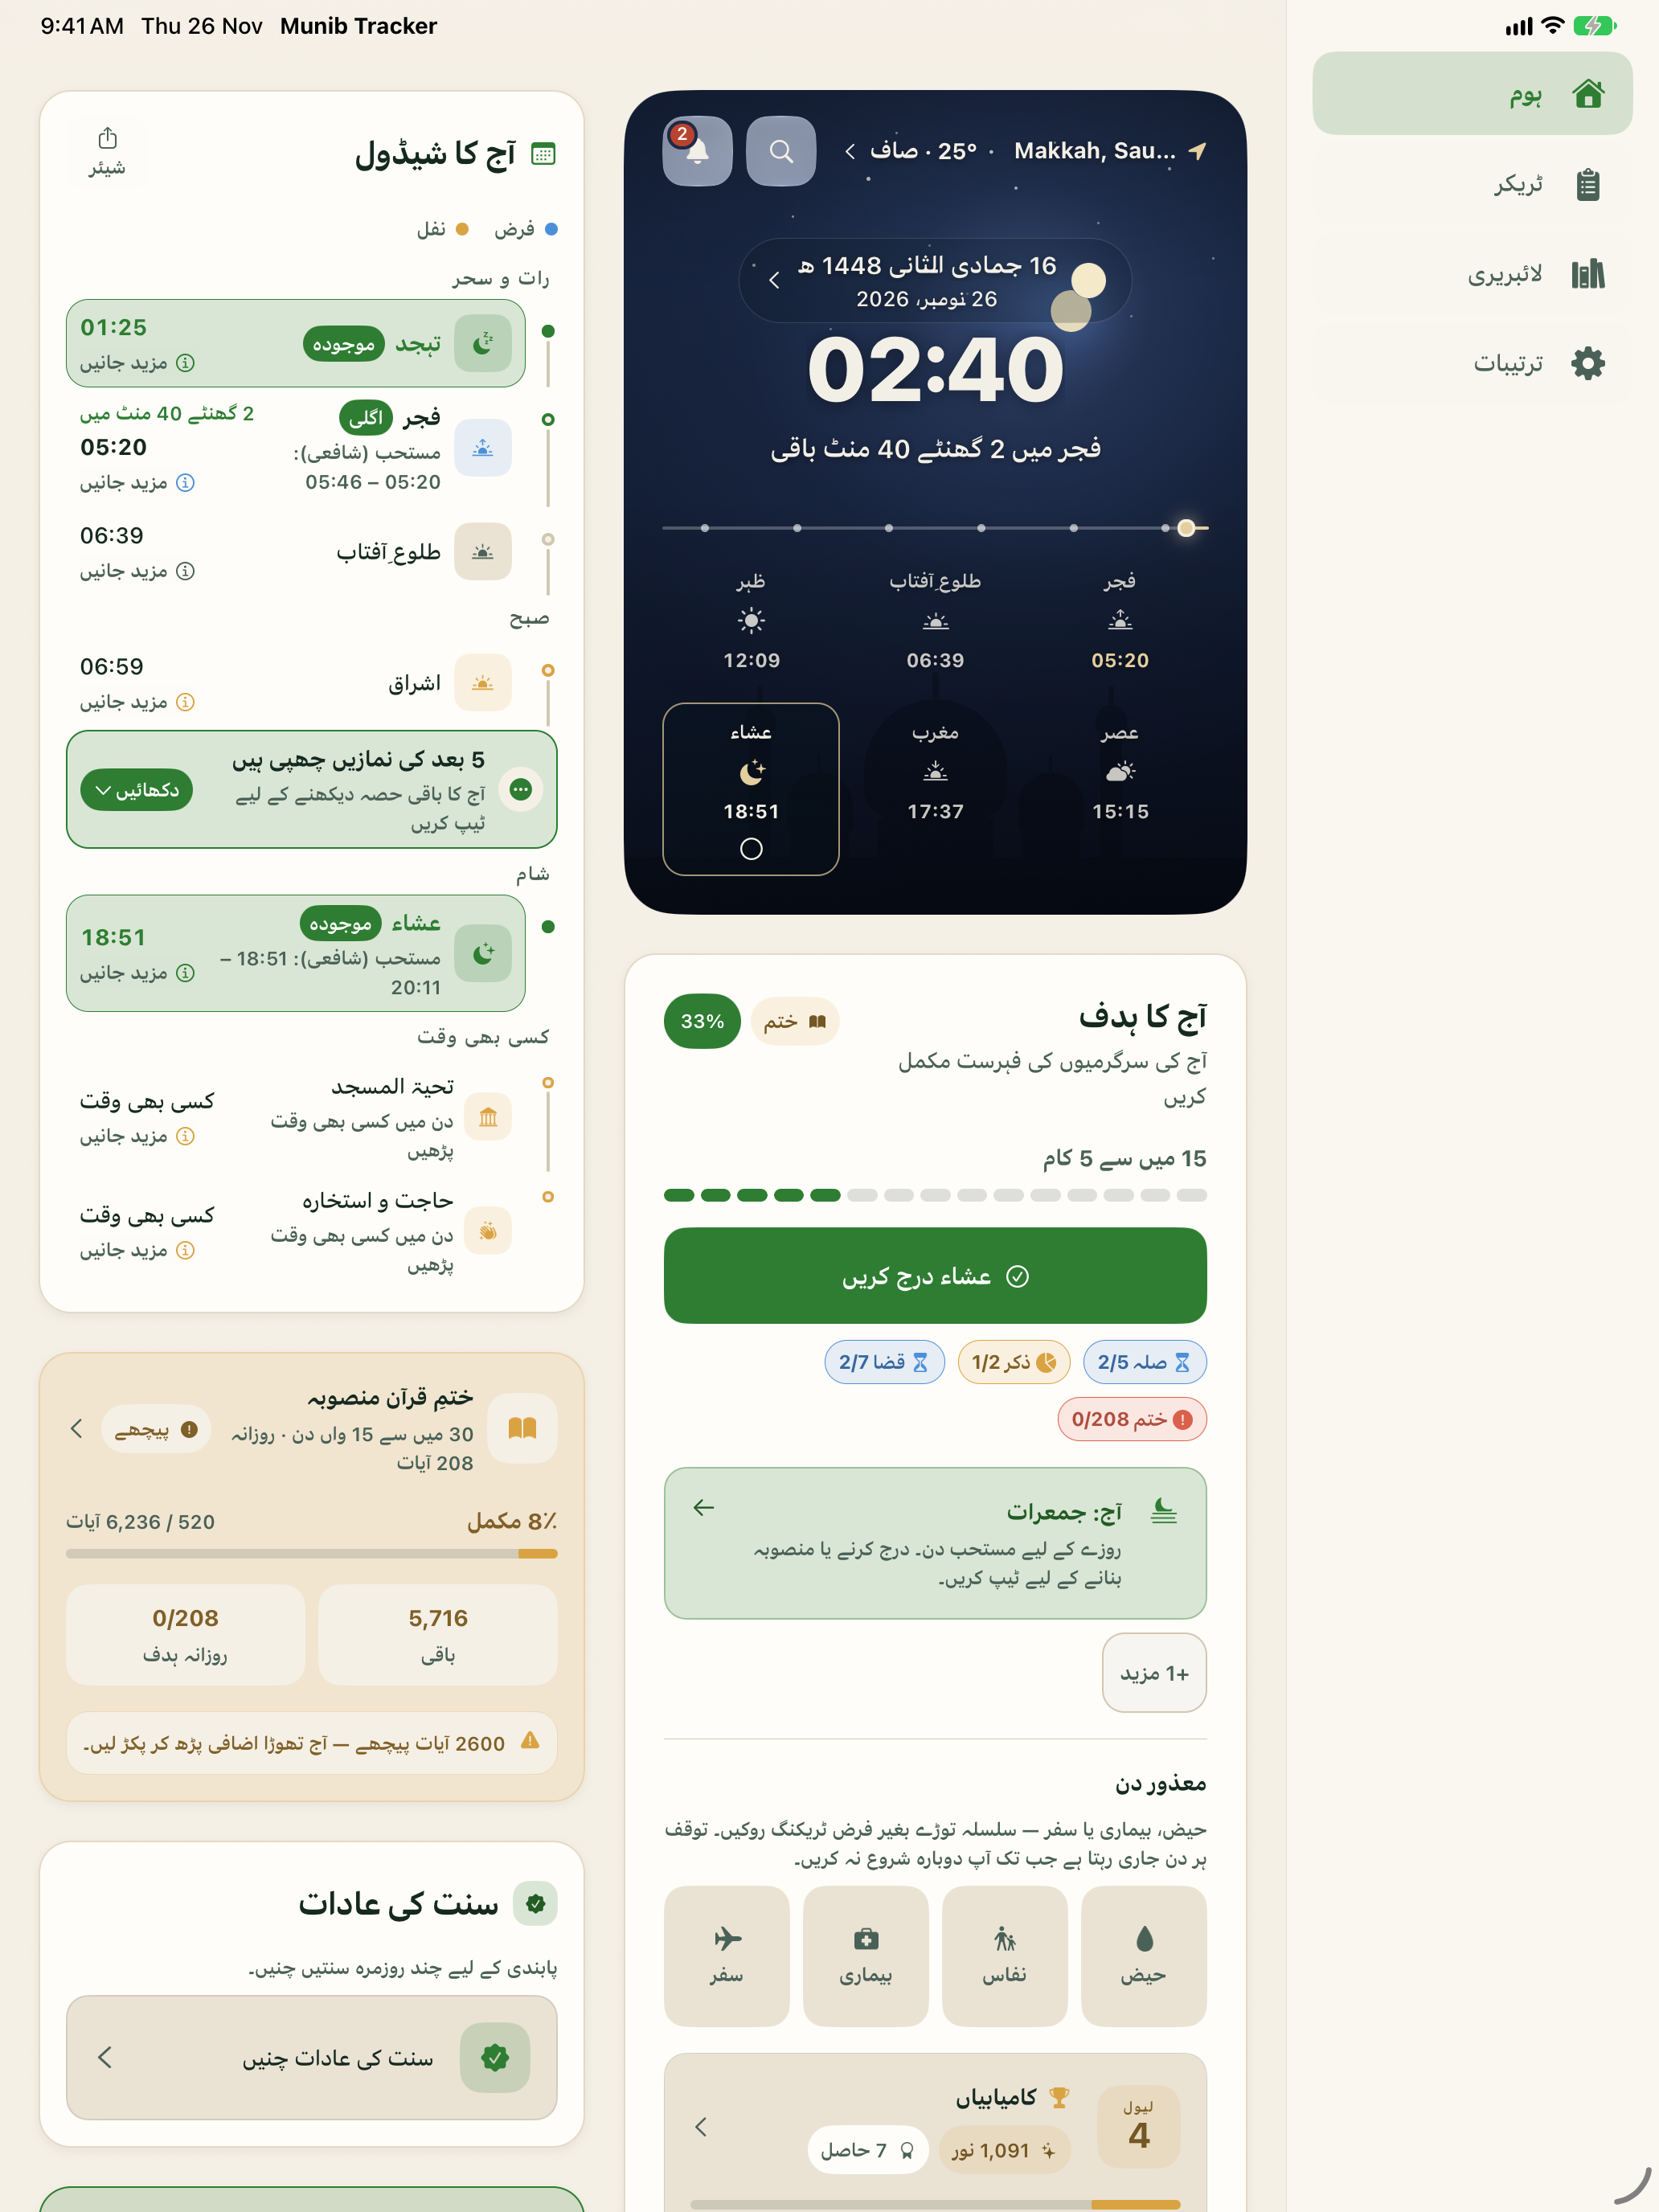 9:41 AM Thu 26 Nov Munib Tracker
ہوم
ٹریکر
لائبریری
ترتیبات
Makkah, Sau... · 25° · صاف
2
16 جمادی الثانی 1448 ھ
26 نومبر، 2026
02:40
فجر میں 2 گھنٹے 40 منٹ باقی
فجر
05:20
طلوعِ آفتاب
06:39
ظہر
12:09
عصر
15:15
مغرب
17:37
عشاء
18:51
آج کا ہدف
ختم
33%
آج کی سرگرمیوں کی فہرست مکمل
کریں
15 میں سے 5 کام
عشاء درج کریں
صلہ 2/5
ذکر 1/2
قضا 2/7
ختم 0/208
آج: جمعرات
روزے کے لیے مستحب دن۔ درج کرنے یا منصوبہ
بنانے کے لیے ٹیپ کریں۔
+1 مزید
معذور دن
حیض، بیماری یا سفر — سلسلہ توڑے بغیر فرض ٹریکنگ روکیں۔ توقف
ہر دن جاری رہتا ہے جب تک آپ دوبارہ شروع نہ کریں۔
حیض
نفاس
بیماری
سفر
لیول
4
کامیابیاں
1,091 نور
7 حاصل
آج کا شیڈول
شیئر
فرض
نفل
رات و سحر
تہجد موجودہ
01:25
مزید جانیں
فجر اگلی
مستحب (شافعی):
05:20 – 05:46
2 گھنٹے 40 منٹ میں
05:20
مزید جانیں
طلوعِ آفتاب
06:39
مزید جانیں
صبح
اشراق
06:59
مزید جانیں
5 بعد کی نمازیں چھپی ہیں
آج کا باقی حصہ دیکھنے کے لیے
ٹیپ کریں
دکھائیں
شام
عشاء موجودہ
مستحب (شافعی): 18:51 –
20:11
18:51
مزید جانیں
کسی بھی وقت
تحیۃ المسجد
دن میں کسی بھی وقت
پڑھیں
کسی بھی وقت
مزید جانیں
حاجت و استخارہ
دن میں کسی بھی وقت
پڑھیں
کسی بھی وقت
مزید جانیں
ختمِ قرآن منصوبہ
30 میں سے 15 واں دن · روزانہ
208 آیات
پیچھے
8٪ مکمل
520 / 6,236 آیات
5,716
باقی
0/208
روزانہ ہدف
2600 آیات پیچھے — آج تھوڑا اضافی پڑھ کر پکڑ لیں۔
سنت کی عادات
پابندی کے لیے چند روزمرہ سنتیں چنیں۔
سنت کی عادات چنیں